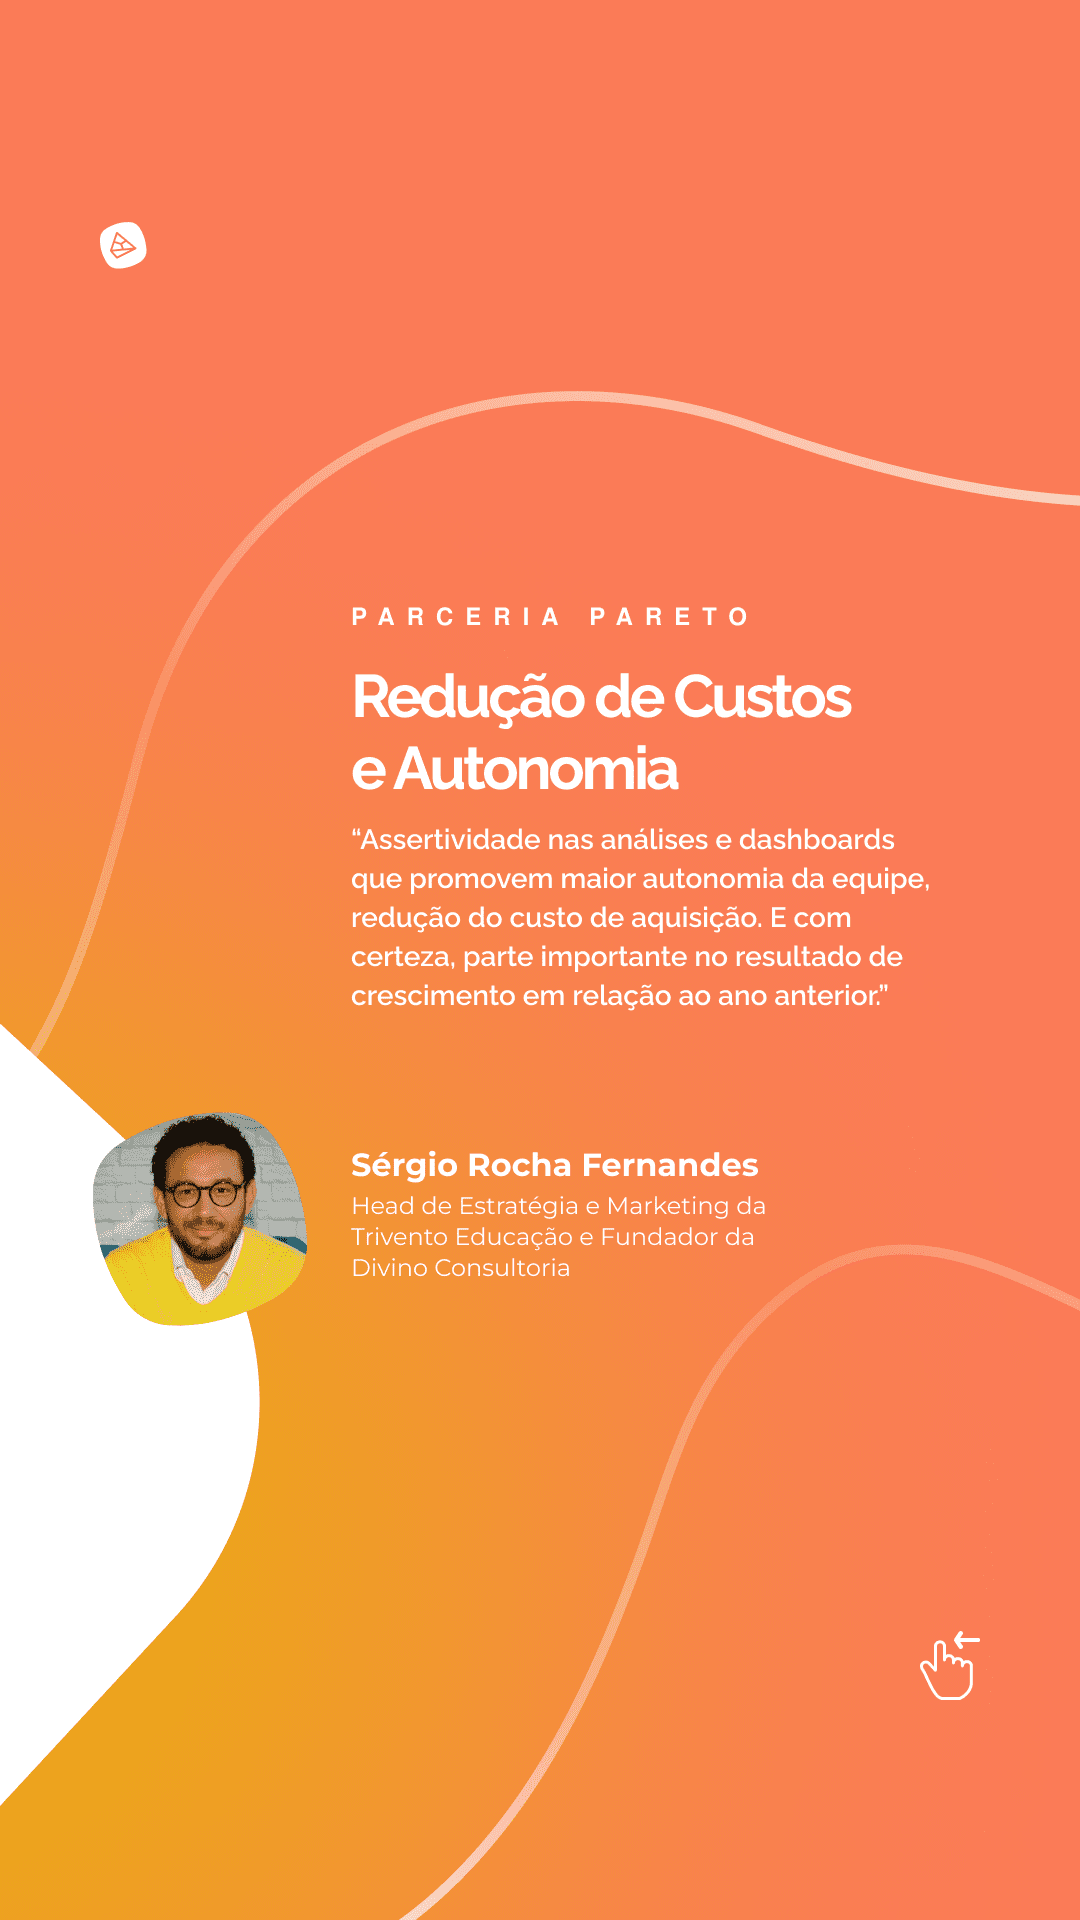 PARCERIA PARETO
Redução de Custos
e Autonomia
“Assertividade nas análises e dashboards
que promovem maior autonomia da equipe,
redução do custo de aquisição. E com
certeza, parte importante no resultado de
crescimento em relação ao ano anterior.”
Sérgio Rocha Fernandes
Head de Estratégia e Marketing da
Trivento Educação e Fundador da
Divino Consultoria